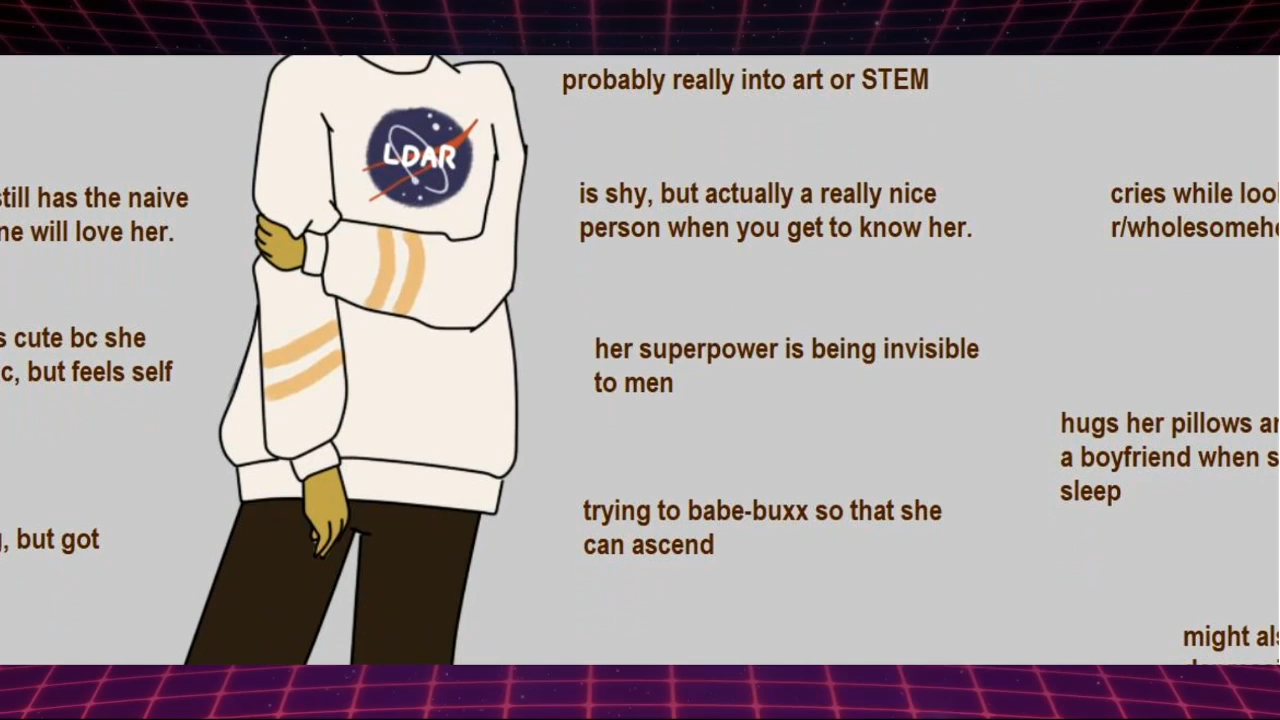 probably really into art or STEM
LDAR
still has the naive
ne will love her.
is shy, but actually a really nice
person when you get to know her.
cries while
s cute bc she
c, but feels self
her superpower is being invisible
to men
hugs her pillows
a boyfriend when
sleep
trying to babe-buxx so that she
can ascend
, but got
might